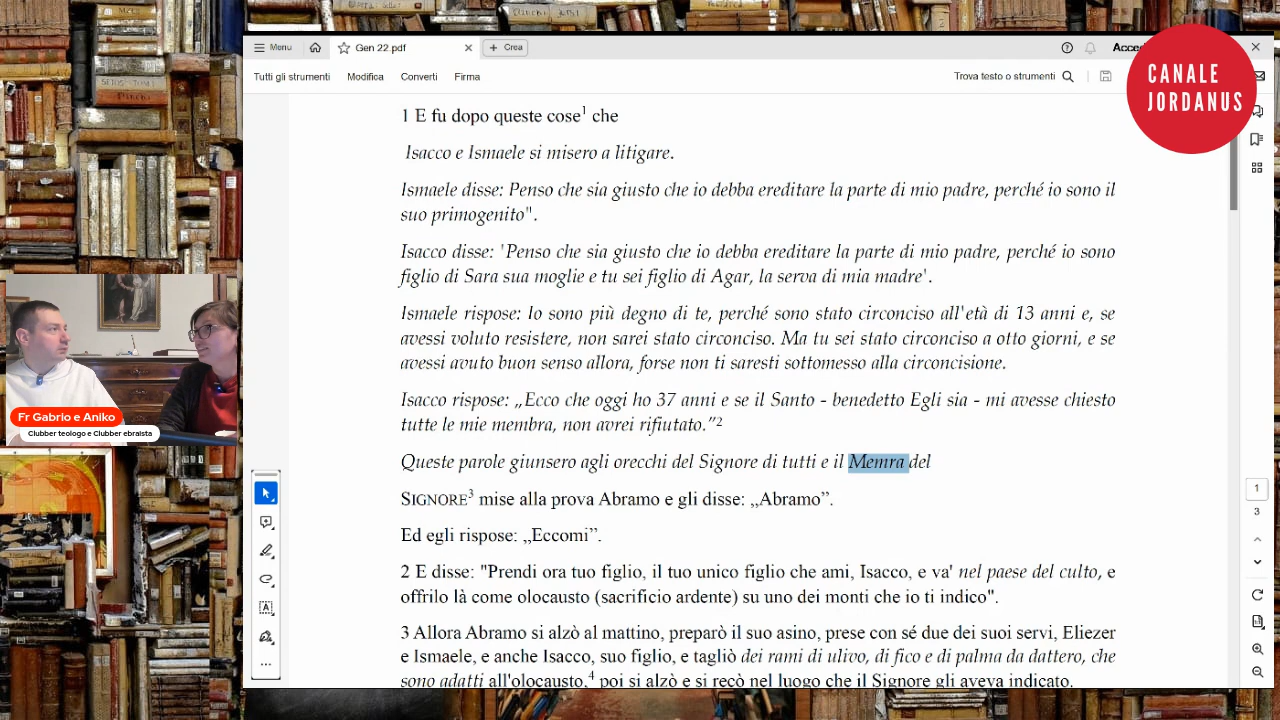 Pinchi
SETOS · TOM I
Pinchi
CANALE
JORDANUS
Menu
Gen 22.pdf
Crea
Acce
Tutti gli strumenti
Modifica
Converti
Firma
Trova testo o strumenti
1 E fu dopo queste cose1 che
Isacco e Ismaele si misero a litigare.
Ismaele disse: Penso che sia giusto che io debba ereditare la parte di mio padre, perché io sono il
suo primogenito".
Isacco disse: 'Penso che sia giusto che io debba ereditare la parte di mio padre, perché io sono
figlio di Sara sua moglie e tu sei figlio di Agar, la serva di mia madre'.
Ismaele rispose: Io sono più degno di te, perché sono stato circonciso all'età di 13 anni e, se
avessi voluto resistere, non sarei stato circonciso. Ma tu sei stato circonciso a otto giorni, e se
avessi avuto buon senso allora, forse non ti saresti sottomesso alla circoncisione.
Isacco rispose: „Ecco che oggi ho 37 anni e se il Santo - benedetto Egli sia - mi avesse chiesto
tutte le mie membra, non avrei rifiutato.”2
Queste parole giunsero agli orecchi del Signore di tutti e il Memra del
SIGNORE3 mise alla prova Abramo e gli disse: „Abramo”.
Ed egli rispose: „Eccomi”.
2 E disse: "Prendi ora tuo figlio, il tuo unico figlio che ami, Isacco, e va' nel paese del culto, e
offrilo là come olocausto (sacrificio ardente) su uno dei monti che io ti indico".
3 Allora Abramo si alzò al mattino, preparò il suo asino, prese con sé due dei suoi servi, Eliezer
e Ismaele, e anche Isacco, suo figlio, e tagliò dei rami di ulivo, di fico e di palma da dattero, che
sono adatti all'olocausto, poi si alzò e si recò nel luogo che il Signore gli aveva indicato.
1
3
Fr Gabrio e Aniko
Clubber teologo e Clubber ebraista